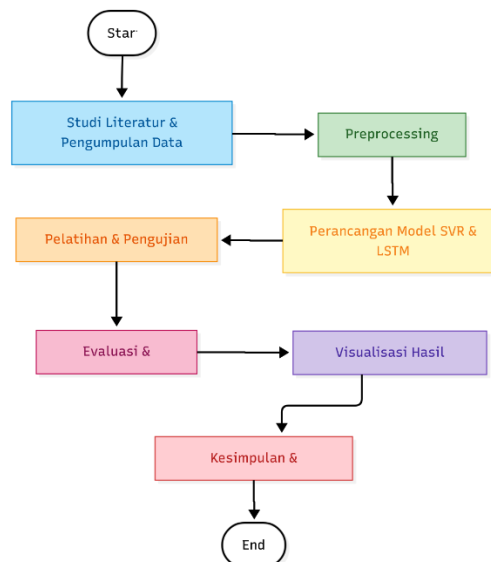 Star
Studi Literatur &
Pengumpulan Data
Preprocessing
Perancangan Model SVR &
LSTM
Pelatihan & Pengujian
Evaluasi &
Visualisasi Hasil
Kesimpulan &
End